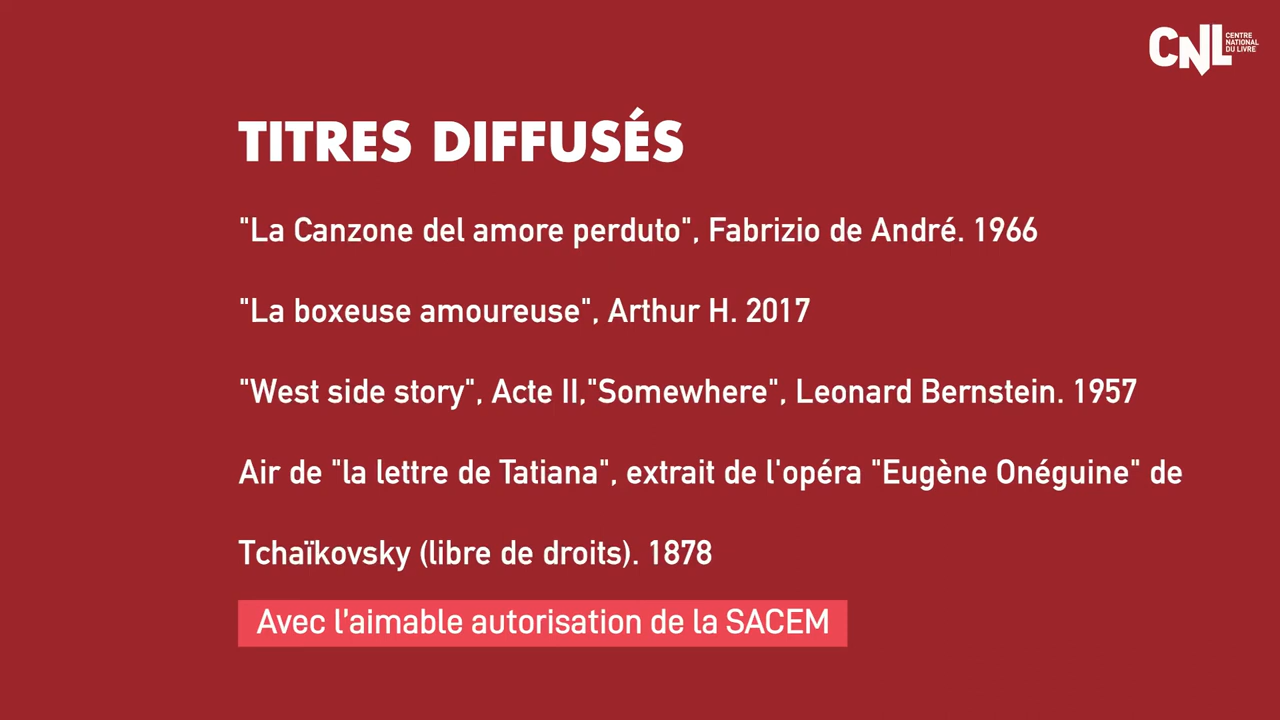 CNL CENTRE
NATIONAL
DU LIVRE
TITRES DIFFUSÉS
"La Canzone del amore perduto", Fabrizio de André. 1966
"La boxeuse amoureuse", Arthur H. 2017
"West side story", Acte II,"Somewhere", Leonard Bernstein. 1957
Air de "la lettre de Tatiana", extrait de l'opéra "Eugène Onéguine" de
Tchaïkovsky (libre de droits). 1878
Avec l’aimable autorisation de la SACEM